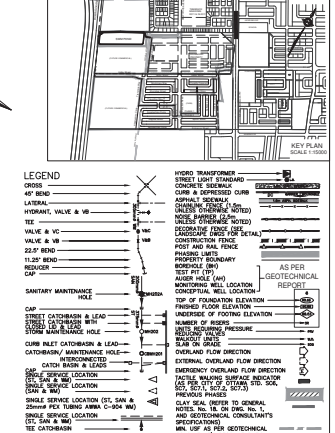 KEY PLAN
SCALE 1:15000
LEGEND
CROSS
45° BEND
LATERAL
HYDRANT, VALVE & VB
TEE
VALVE & VC
VALVE & VB
22.5° BEND
11.25° BEND
REDUCER
CAP
SANITARY MAINTENANCE
HOLE
CAP
STREET CATCHBASIN & LEAD
STREET CATCHBASIN WITH
CLOSED LID & LEAD
STORM MAINTENANCE HOLE
CURB INLET CATCHBASIN & LEAD
CATCHBASIN/ MAINTENANCE HOLE
INTERCONNECTED
CATCH BASIN & LEADS
CAP
SINGLE SERVICE LOCATION
(ST, SAN & WM)
SINGLE SERVICE LOCATION
(SAN & WM)
SINGLE SERVICE LOCATION (ST, SAN &
25mmø PEX TUBING AWWA C-904 WM)
SINGLE SERVICE LOCATION
(ST, SAN & WM)
TEE CATCHBASIN
HYDRO TRANSFORMER
STREET LIGHT STANDARD
CONCRETE SIDEWALK
CURB & DEPRESSED CURB
ASPHALT SIDEWALK
CHAINLINK FENCE (1.5m
UNLESS OTHERWISE NOTED)
NOISE BARRIER (2.5m
UNLESS OTHERWISE NOTED)
DECORATIVE FENCE (SEE
LANDSCAPE DWGS FOR DETAIL)
CONSTRUCTION FENCE
POST AND RAIL FENCE
PHASING LIMITS
PROPERTY BOUNDARY
BOREHOLE (BH)
TEST PIT (TP)
AUGER HOLE (AH)
MONITORING WELL LOCATION
CONCEPTUAL WELL LOCATION
AS PER
GEOTECHNICAL
REPORT
TOP OF FOUNDATION ELEVATION
FINISHED FLOOR ELEVATION
UNDERSIDE OF FOOTING ELEVATION
NUMBER OF RISERS
UNITS REQUIRING PRESSURE
REDUCING VALVES
WALKOUT UNITS
SLAB ON GRADE
OVERLAND FLOW DIRECTION
EXTERNAL OVERLAND FLOW DIRECTION
EMERGENCY OVERLAND FLOW DIRECTION
TACTILE WALKING SURFACE INDICATOR
(AS PER CITY OF OTTAWA STD. SC6,
SC7, SC7.1, SC7.2, SC7.3)
PREVIOUS PHASES
CLAY SEAL (REFER TO GENERAL
NOTES. No. 18. ON DWG. No. 1,
AND GEOTECHNICAL CONSULTANT'S
SPECIFICATIONS)
MIN. USF AS PER GEOTECHNICAL